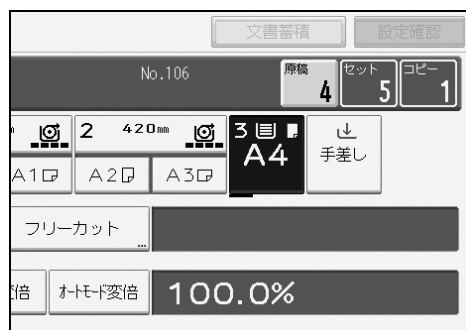 文書蓄積 設定確認
No.106 原稿 4 セット 5 コピー 1
2 420mm 3 A4 手差し
A1 A2 A3
フリーカット
変倍 オートモード変倍 100.0%